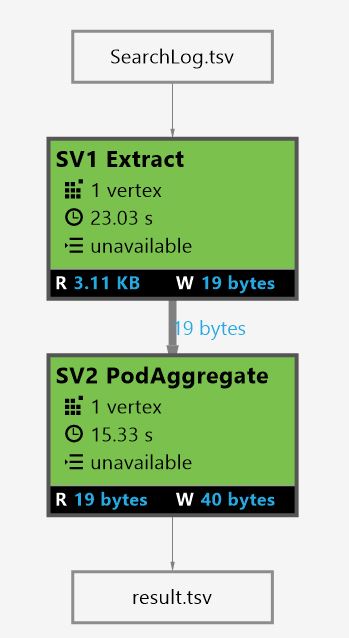 SearchLog.tsv
SV1 Extract
1 vertex
23.03 s
unavailable
R 3.11 KB W 19 bytes
19 bytes
SV2 PodAggregate
1 vertex
15.33 s
unavailable
R 19 bytes W 40 bytes
result.tsv